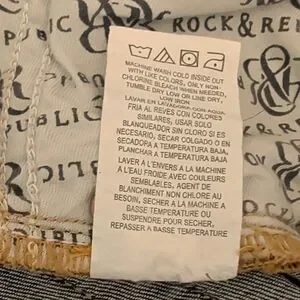 ROCK & REPUBLIC
MACHINE WASH COLD INSIDE OUT
WITH LIKE COLORS, ONLY NON-
CHLORINE BLEACH WHEN NEEDED,
TUMBLE DRY LOW OR LINE DRY,
LOW IRON
LAVAR EN LAVADORA CON AGUA
FRIA AL REVES CON COLORES
SIMILARES, USAR SOLO
BLANQUEADOR SIN CLORO SI ES
NECESARIO, SECAR COLGADO O EN
SECADORA A TEMPERATURA BAJA,
PLANCHAR A TEMPERATURA BAJA
LAVER À L'ENVERS À LA MACHINE
À L'EAU FROIDE AVEC COULEURS
SEMBLABLES, AGENT DE
BLANCHIMENT NON CHLORE AU
BESOIN, SÉCHER À LA MACHINE À
BASSE TEMPÉRATURE OU
SUSPENDRE POUR SECHER,
REPASSER À BASSE TEMPÉRATURE